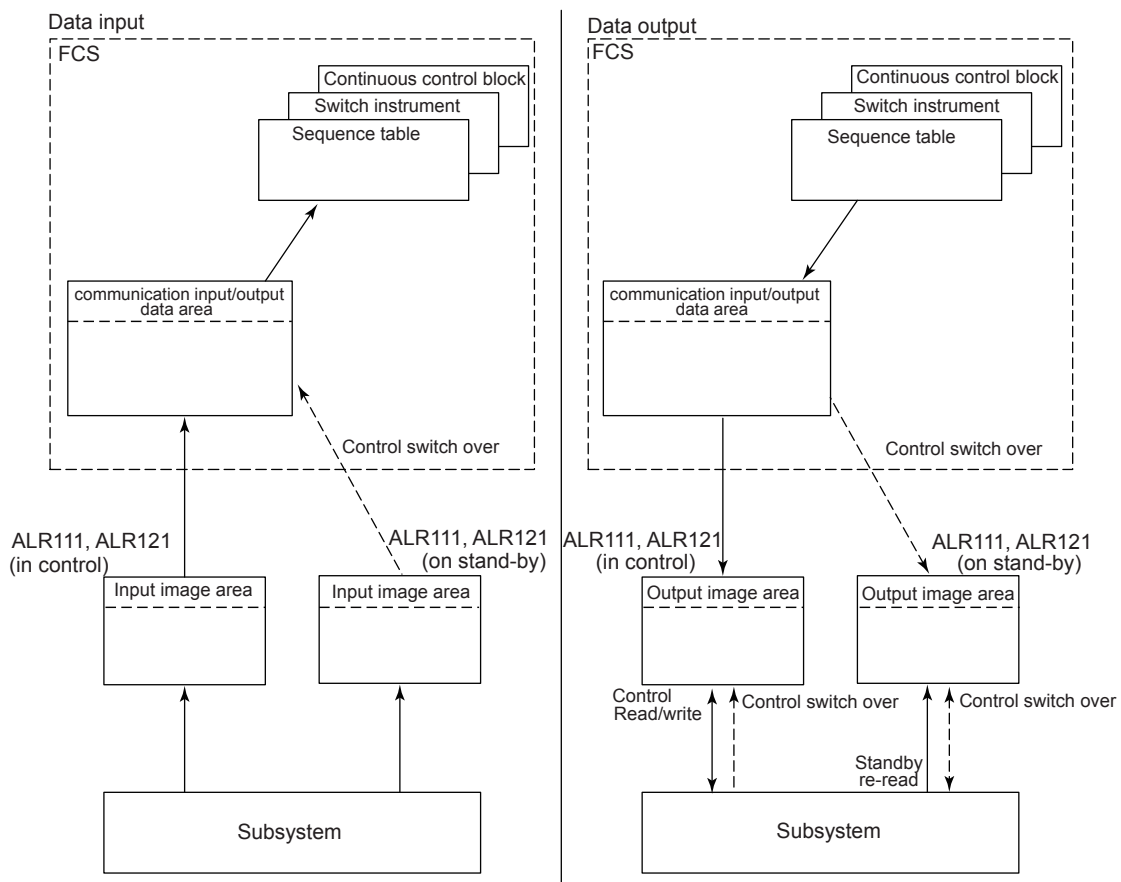 Data input
FCS
Continuous control block
Switch instrument
Sequence table
communication input/output
data area
Control switch over
ALR111, ALR121
(in control)
ALR111, ALR121
(on stand-by)
Input image area
Input image area
Subsystem
Data output
FCS
Continuous control block
Switch instrument
Sequence table
communication input/output
data area
Control switch over
ALR111, ALR121
(in control)
ALR111, ALR121
(on stand-by)
Output image area
Output image area
Control
Read/write
Control switch over
Control switch over
Standby
re-read
Subsystem